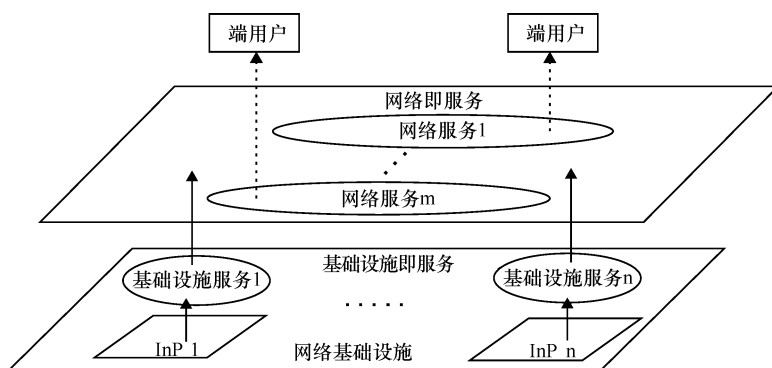 端用户
端用户
网络即服务
网络服务1
网络服务m
基础设施服务1
基础设施即服务
基础设施服务n
InP 1
网络基础设施
InP n